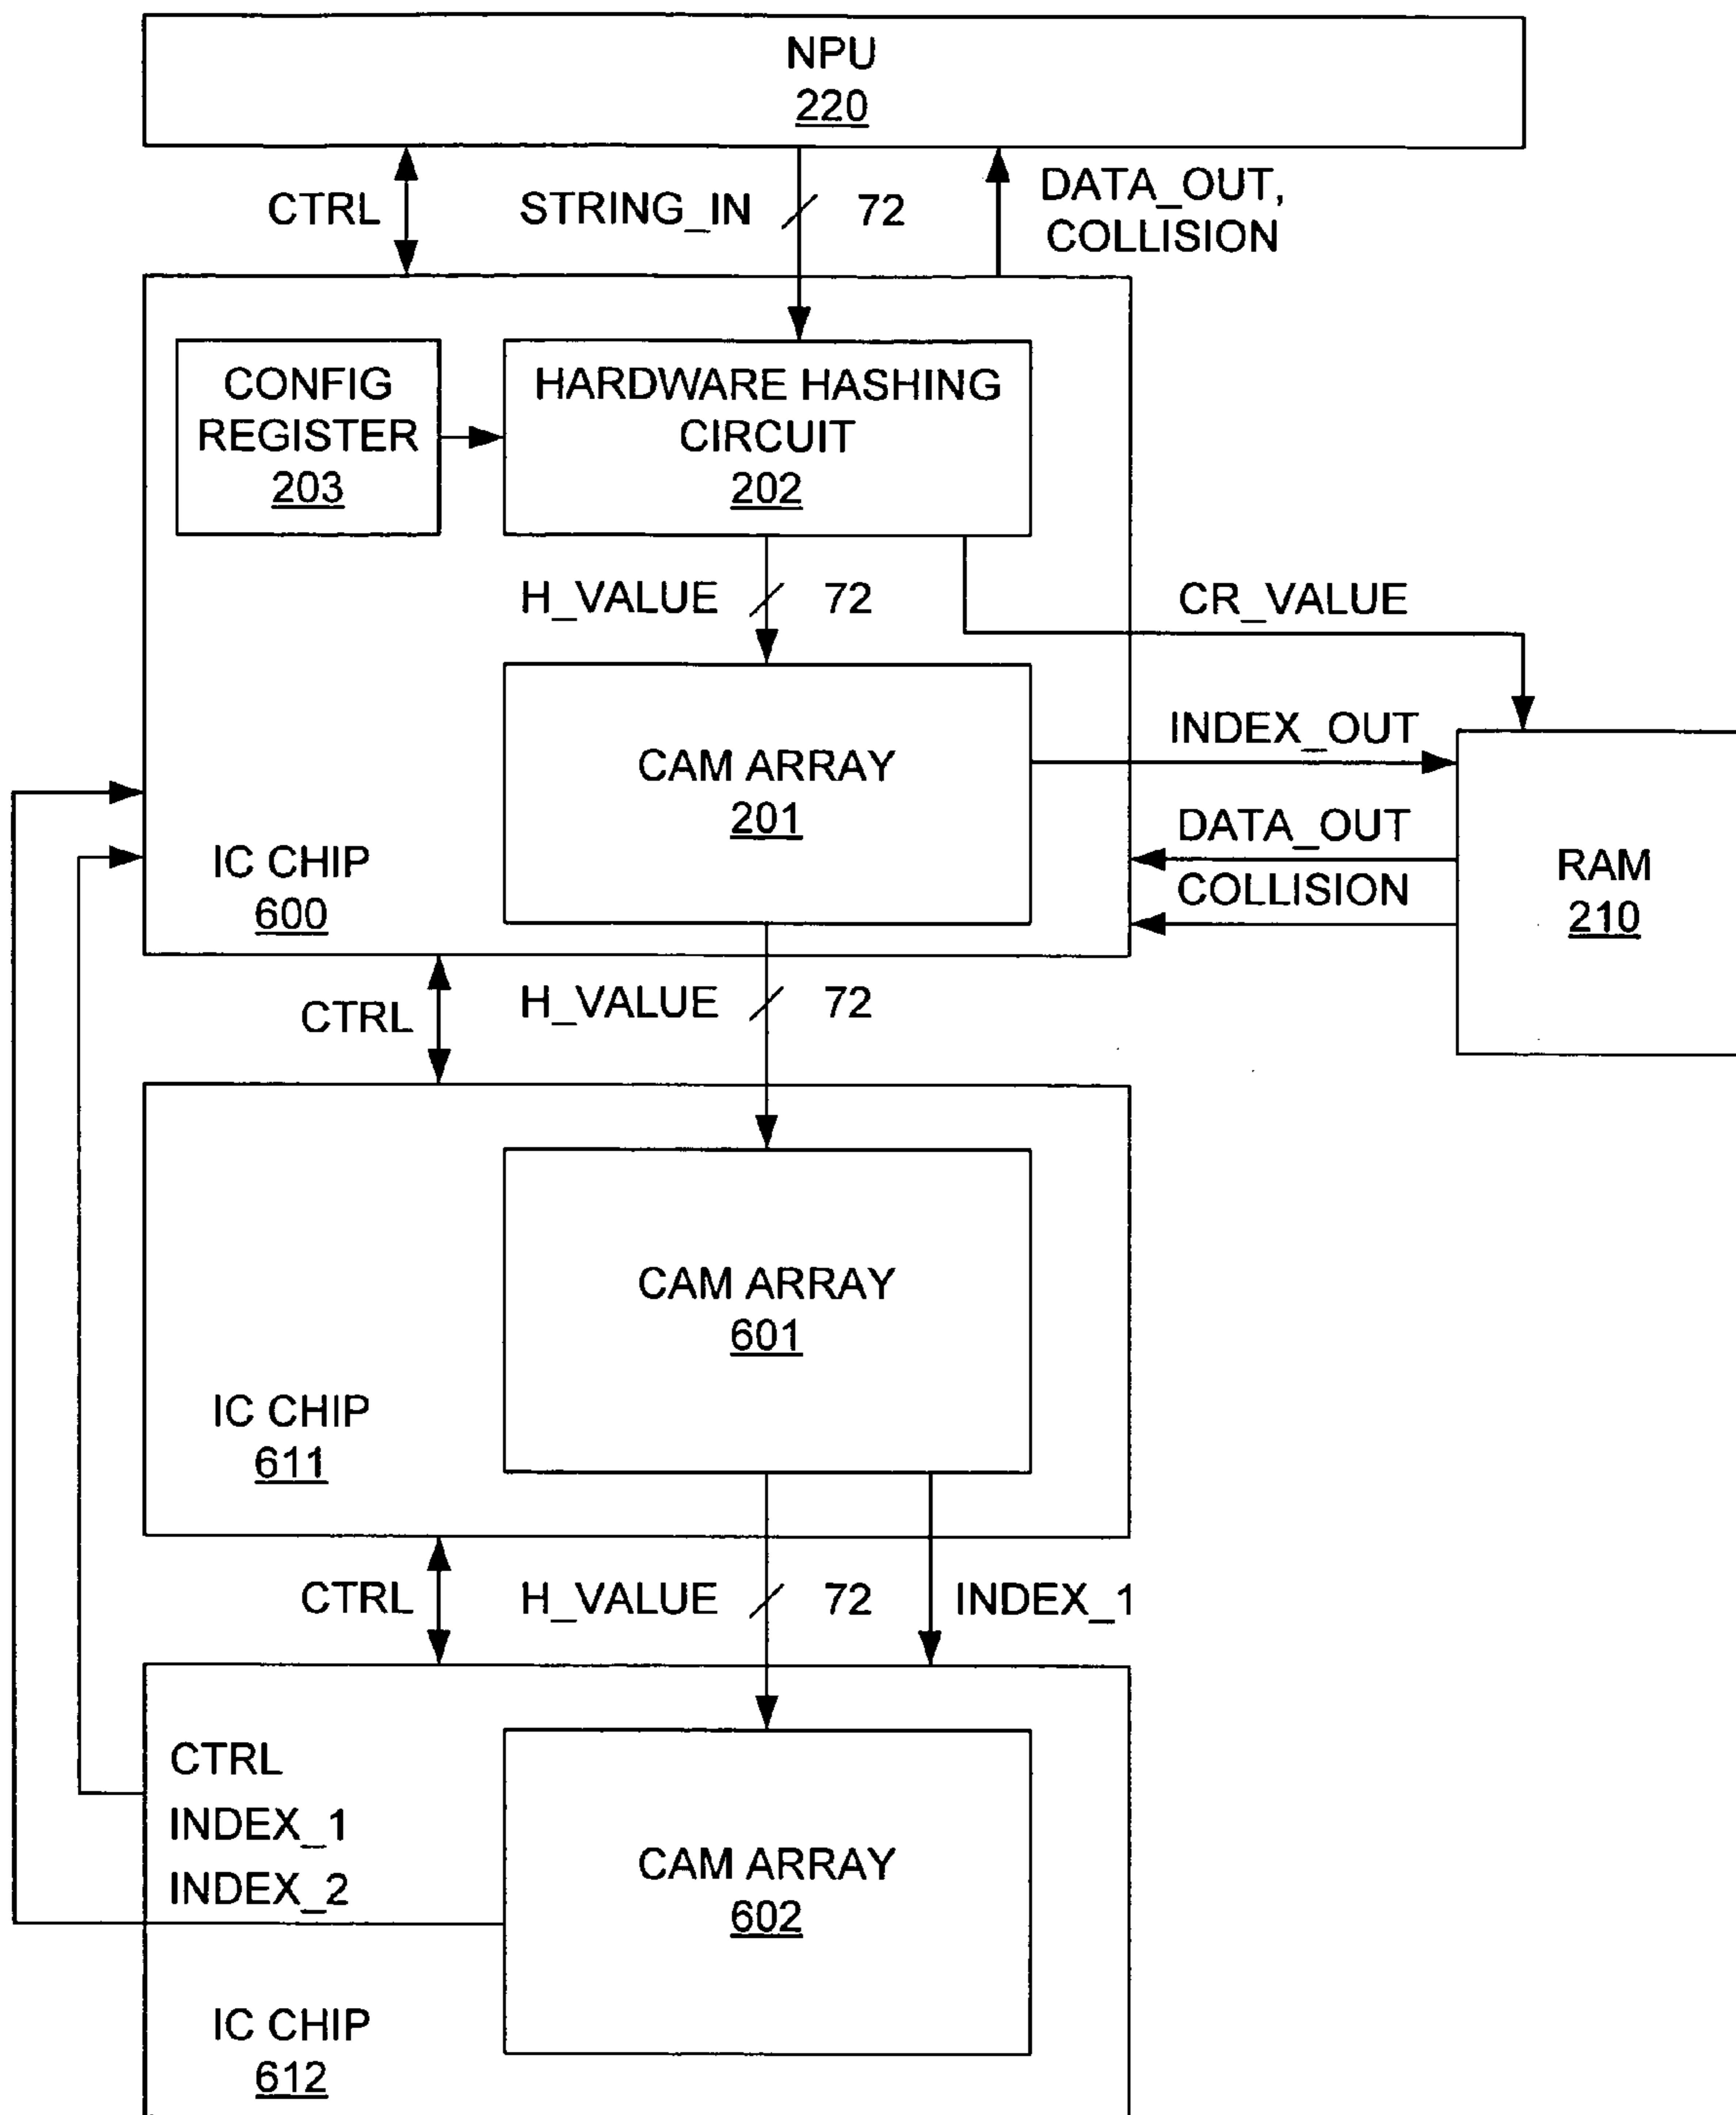 NPU
220
CTRL
STRING_IN
72
DATA_OUT,
COLLISION
CONFIG
REGISTER
203
HARDWARE HASHING
CIRCUIT
202
H_VALUE
72
CR_VALUE
CAM ARRAY
201
INDEX_OUT
DATA_OUT
COLLISION
RAM
210
IC CHIP
600
CTRL
H_VALUE
72
CAM ARRAY
601
IC CHIP
611
CTRL
H_VALUE
72
INDEX_1
CTRL
INDEX_1
INDEX_2
CAM ARRAY
602
IC CHIP
612